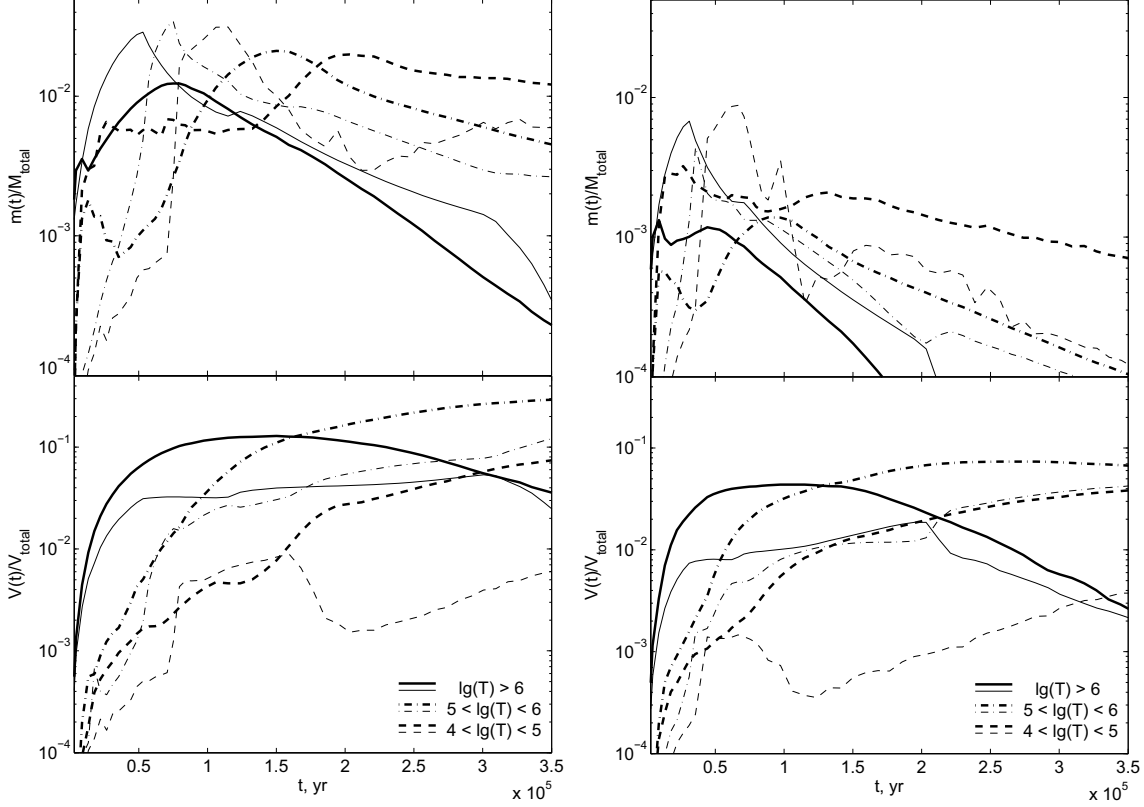 10^-2
10^-3
10^-4
m(t)/M_total
10^-2
10^-3
10^-4
m(t)/M_total
10^-1
10^-2
10^-3
10^-4
V(t)/V_total
lg(T) > 6
5 < lg(T) < 6
4 < lg(T) < 5
0.5 1 1.5 2 2.5 3 3.5
t, yr
x 10^5
10^-1
10^-2
10^-3
10^-4
V(t)/V_total
lg(T) > 6
5 < lg(T) < 6
4 < lg(T) < 5
0.5 1 1.5 2 2.5 3 3.5
t, yr
x 10^5